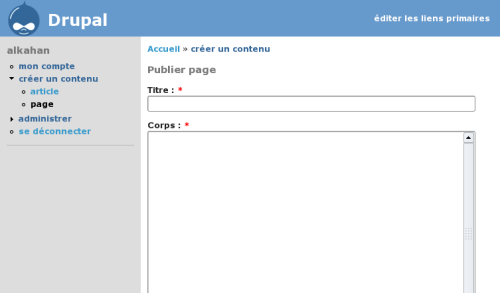 Drupal
éditer les liens primaires
alkahan
mon compte
créer un contenu
article
page
administrer
se déconnecter
Accueil » créer un contenu
Publier page
Titre : *
Corps : *